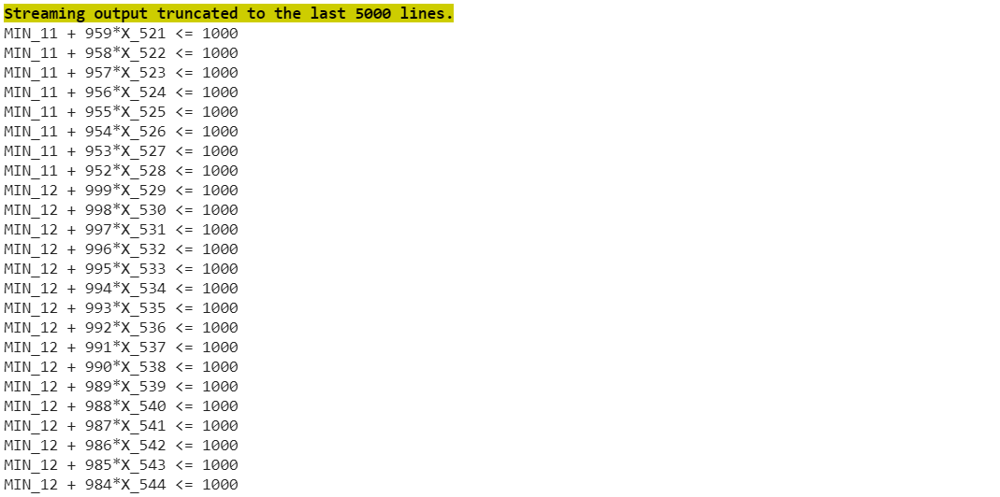 Streaming output truncated to the last 5000 lines.
MIN_11 + 959*X_521 <= 1000
MIN_11 + 958*X_522 <= 1000
MIN_11 + 957*X_523 <= 1000
MIN_11 + 956*X_524 <= 1000
MIN_11 + 955*X_525 <= 1000
MIN_11 + 954*X_526 <= 1000
MIN_11 + 953*X_527 <= 1000
MIN_11 + 952*X_528 <= 1000
MIN_12 + 999*X_529 <= 1000
MIN_12 + 998*X_530 <= 1000
MIN_12 + 997*X_531 <= 1000
MIN_12 + 996*X_532 <= 1000
MIN_12 + 995*X_533 <= 1000
MIN_12 + 994*X_534 <= 1000
MIN_12 + 993*X_535 <= 1000
MIN_12 + 992*X_536 <= 1000
MIN_12 + 991*X_537 <= 1000
MIN_12 + 990*X_538 <= 1000
MIN_12 + 989*X_539 <= 1000
MIN_12 + 988*X_540 <= 1000
MIN_12 + 987*X_541 <= 1000
MIN_12 + 986*X_542 <= 1000
MIN_12 + 985*X_543 <= 1000
MIN_12 + 984*X_544 <= 1000